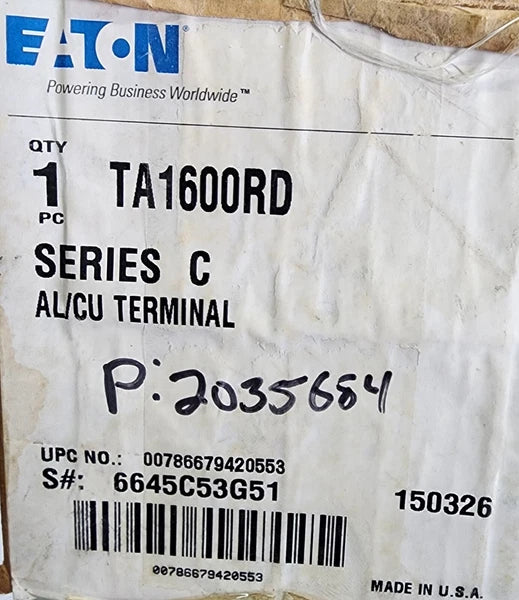 EATON
Powering Business Worldwide™
QTY
1 TA1600RD
PC
SERIES C
AL/CU TERMINAL
P: 2035684
UPC NO.: 00786679420553
S#: 6645C53G51
150326
00786679420553
MADE IN U.S.A.